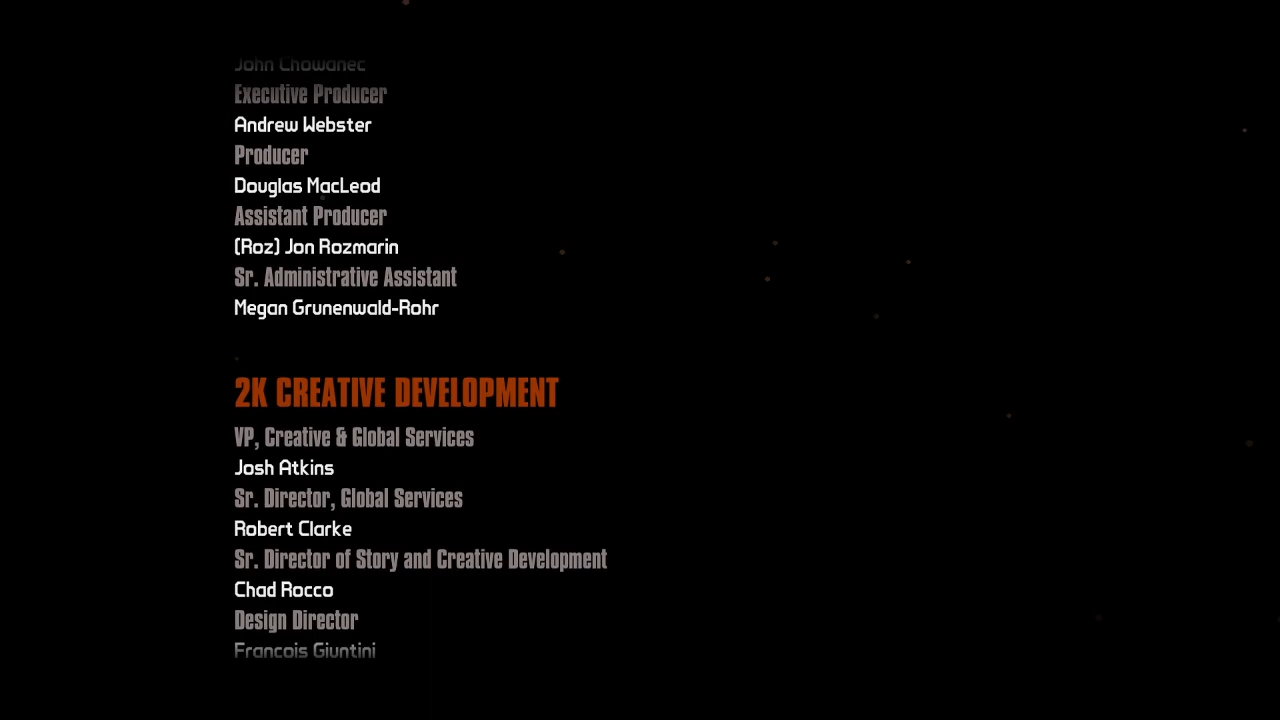 John Chowanec
Executive Producer
Andrew Webster
Producer
Douglas MacLeod
Assistant Producer
(Roz) Jon Rozmarin
Sr. Administrative Assistant
Megan Grunenwald-Rohr
2K CREATIVE DEVELOPMENT
VP, Creative & Global Services
Josh Atkins
Sr. Director, Global Services
Robert Clarke
Sr. Director of Story and Creative Development
Chad Rocco
Design Director
Francois Giuntini